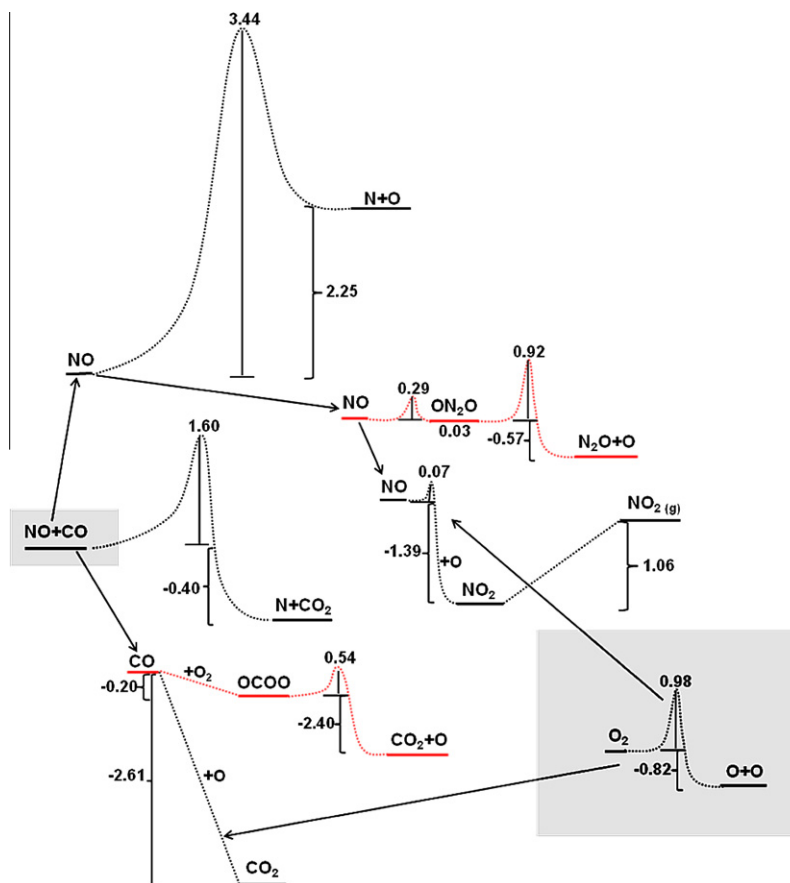 3.44
N+O
2.25
NO
0.92
0.29
NO
ON₂O
0.03
-0.57
N₂O+O
1.60
0.07
NO
NO₂ (g)
NO+CO
-1.39
+O
1.06
-0.40
NO₂
N+CO₂
CO
+O₂
OCOO
0.54
-0.20
-2.40
CO₂+O
0.98
O₂
-0.82
O+O
-2.61
+O
CO₂